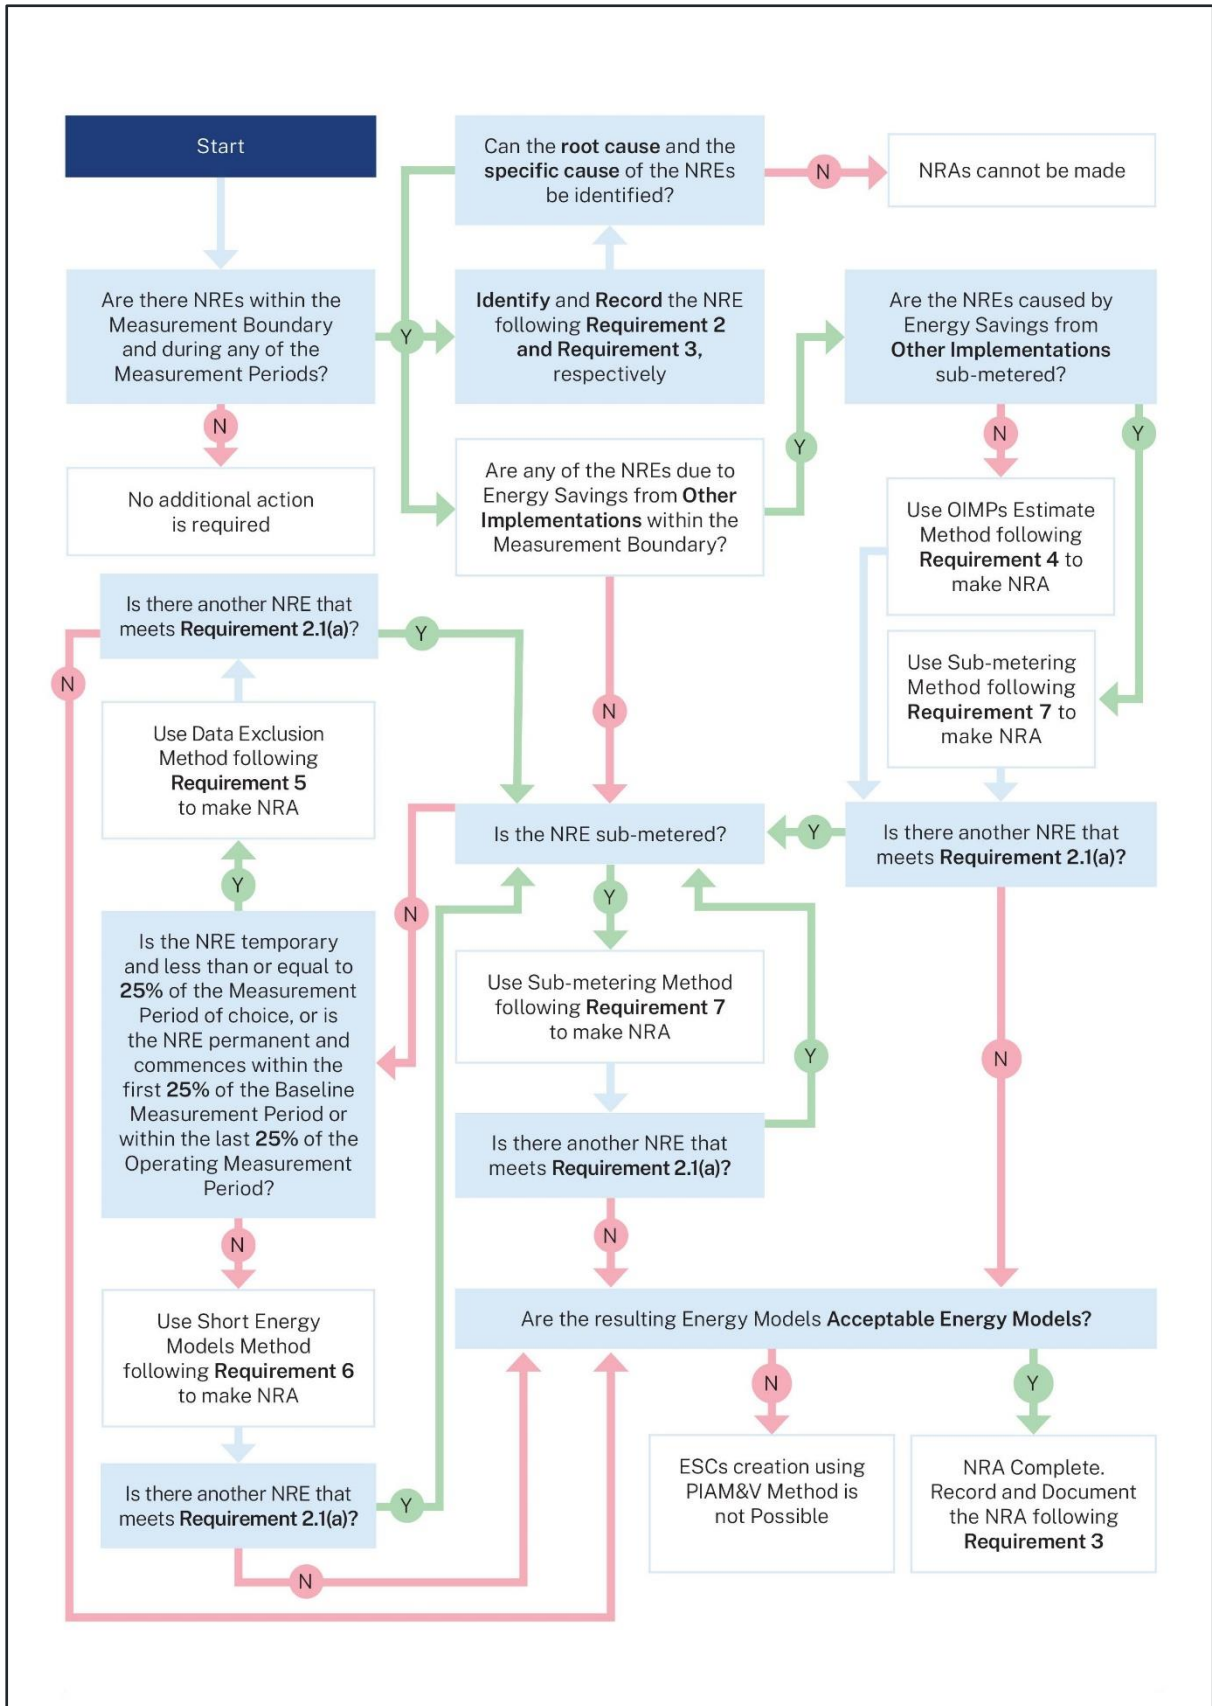 Start
Can the root cause and the
specific cause of the NREs
be identified?
N
NRAs cannot be made
Are there NREs within the
Measurement Boundary
and during any of the
Measurement Periods?
Y
Identify and Record the NRE
following Requirement 2
and Requirement 3,
respectively
Are the NREs caused by
Energy Savings from
Other Implementations
sub-metered?
N
No additional action
is required
Are any of the NREs due to
Energy Savings from Other
Implementations within the
Measurement Boundary?
Y
N
Y
Use OIMPs Estimate
Method following
Requirement 4 to
make NRA
Is there another NRE that
meets Requirement 2.1(a)?
Y
N
Use Sub-metering
Method following
Requirement 7 to
make NRA
N
Use Data Exclusion
Method following
Requirement 5
to make NRA
Is the NRE sub-metered?
Y
Is there another NRE that
meets Requirement 2.1(a)?
Y
N
Y
Is the NRE temporary
and less than or equal to
25% of the Measurement
Period of choice, or is
the NRE permanent and
commences within the
first 25% of the Baseline
Measurement Period or
within the last 25% of the
Operating Measurement
Period?
Use Sub-metering Method
following Requirement 7
to make NRA
Y
N
Is there another NRE that
meets Requirement 2.1(a)?
N
N
Use Short Energy
Models Method
following Requirement 6
to make NRA
Are the resulting Energy Models Acceptable Energy Models?
N
Y
Is there another NRE that
meets Requirement 2.1(a)?
Y
N
ESCs creation using
PIAM&V Method is
not Possible
NRA Complete.
Record and Document
the NRA following
Requirement 3